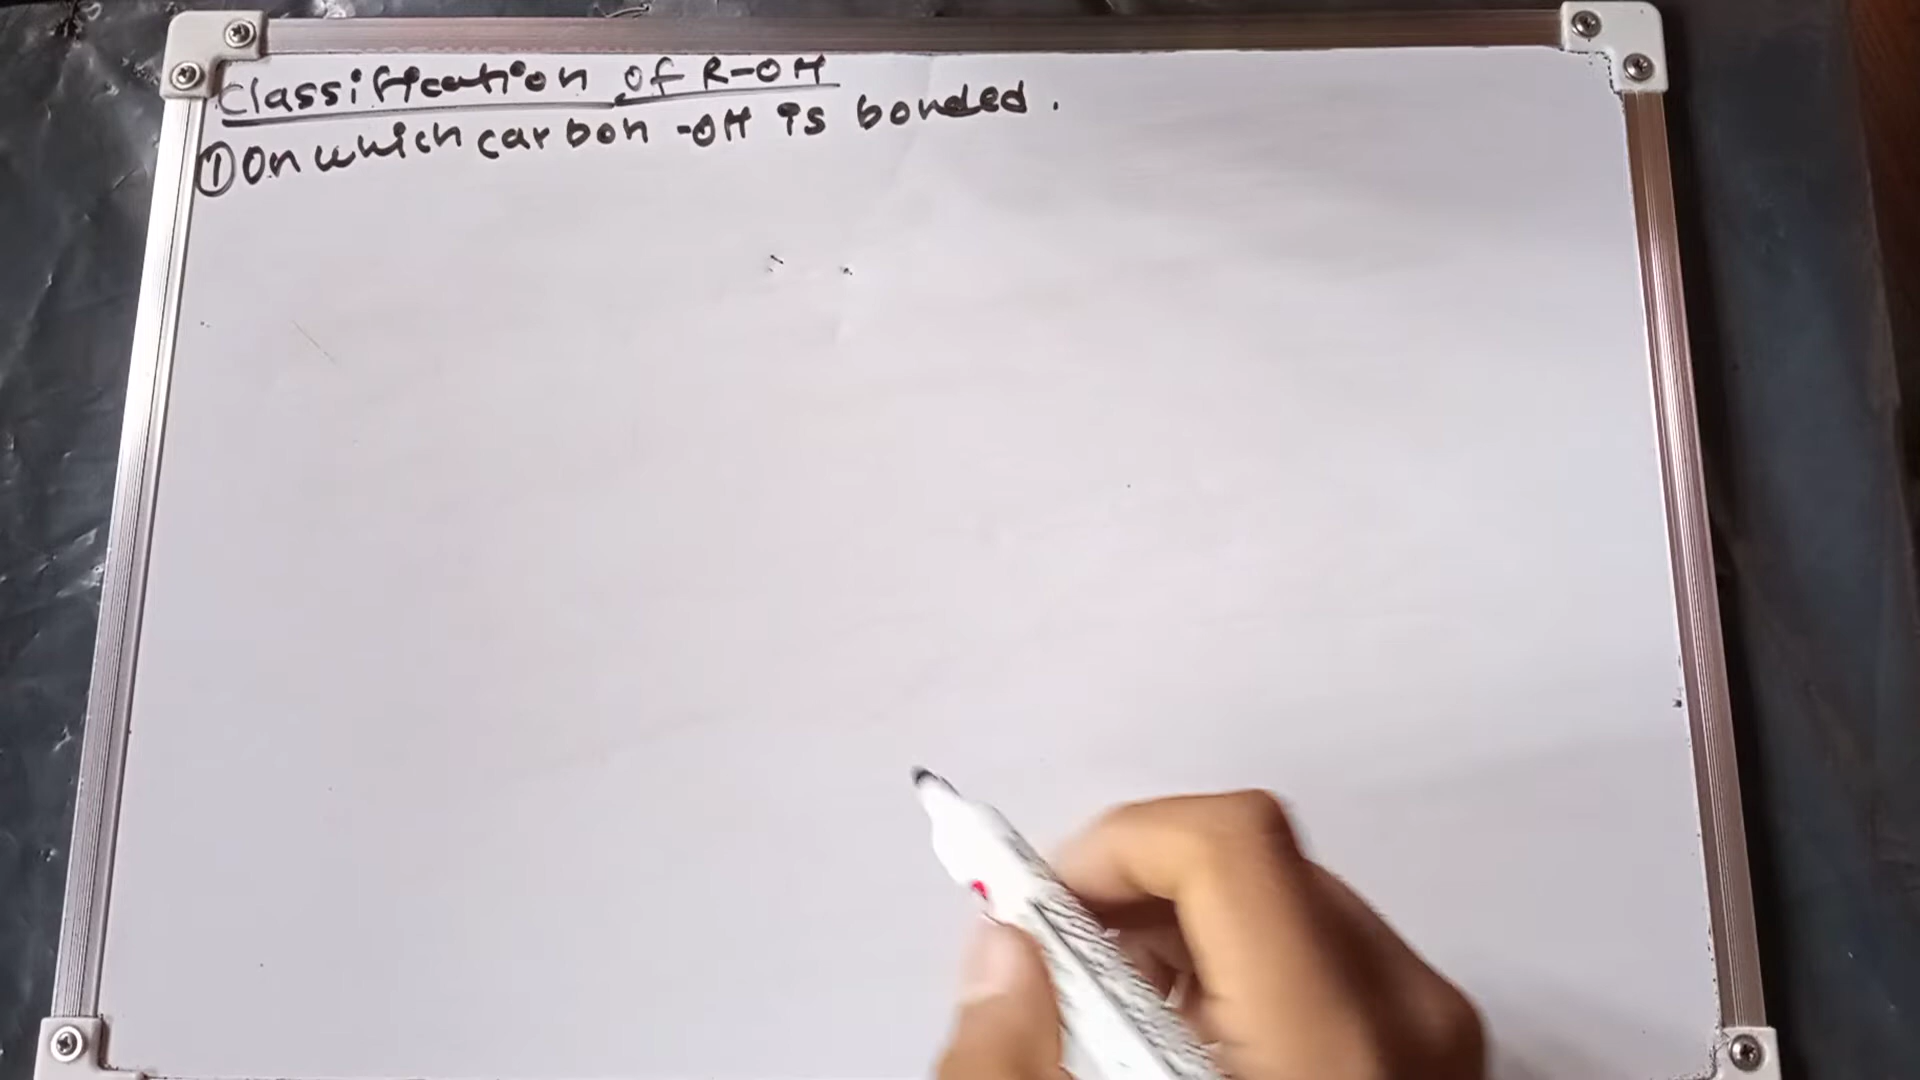 Classification of R-OH
① On which carbon -OH is bonded.